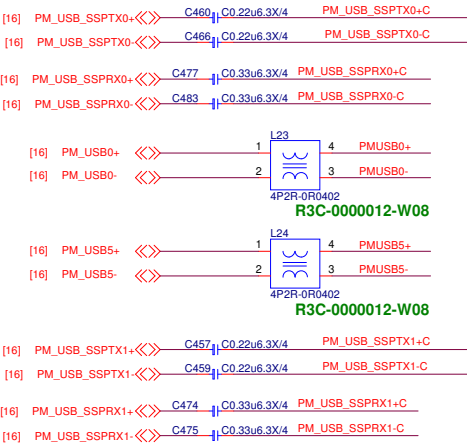 [16] PM_USB_SSPTX0+ C460 C0.22u6.3X/4 PM_USB_SSPTX0+C
[16] PM_USB_SSPTX0- C466 C0.22u6.3X/4 PM_USB_SSPTX0-C
[16] PM_USB_SSPRX0+ C477 C0.33u6.3X/4 PM_USB_SSPRX0+C
[16] PM_USB_SSPRX0- C483 C0.33u6.3X/4 PM_USB_SSPRX0-C
L23
[16] PM_USB0+ 1 4 PMUSB0+
[16] PM_USB0- 2 3 PMUSB0-
4P2R-0R0402
R3C-0000012-W08
L24
[16] PM_USB5+ 1 4 PMUSB5+
[16] PM_USB5- 2 3 PMUSB5-
4P2R-0R0402
R3C-0000012-W08
[16] PM_USB_SSPTX1+ C457 C0.22u6.3X/4 PM_USB_SSPTX1+C
[16] PM_USB_SSPTX1- C459 C0.22u6.3X/4 PM_USB_SSPTX1-C
[16] PM_USB_SSPRX1+ C474 C0.33u6.3X/4 PM_USB_SSPRX1+C
[16] PM_USB_SSPRX1- C475 C0.33u6.3X/4 PM_USB_SSPRX1-C